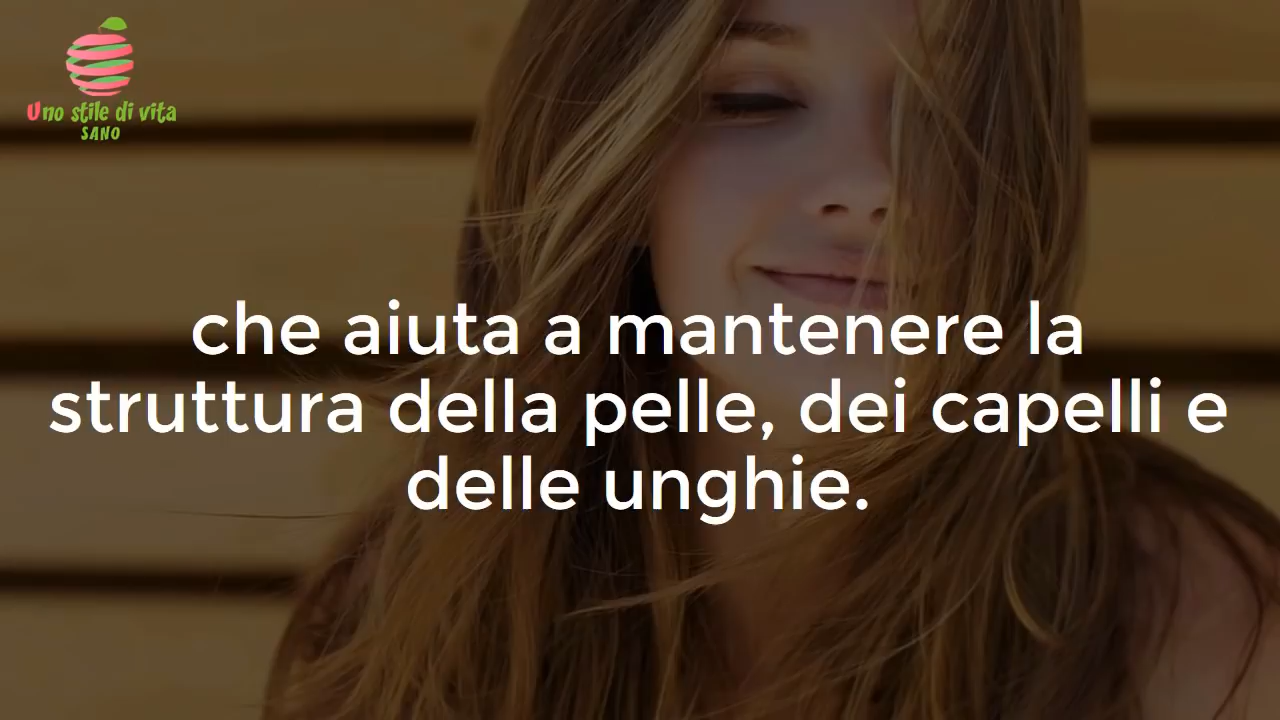 Uno stile di vita
SANO
che aiuta a mantenere la
struttura della pelle, dei capelli e
delle unghie.